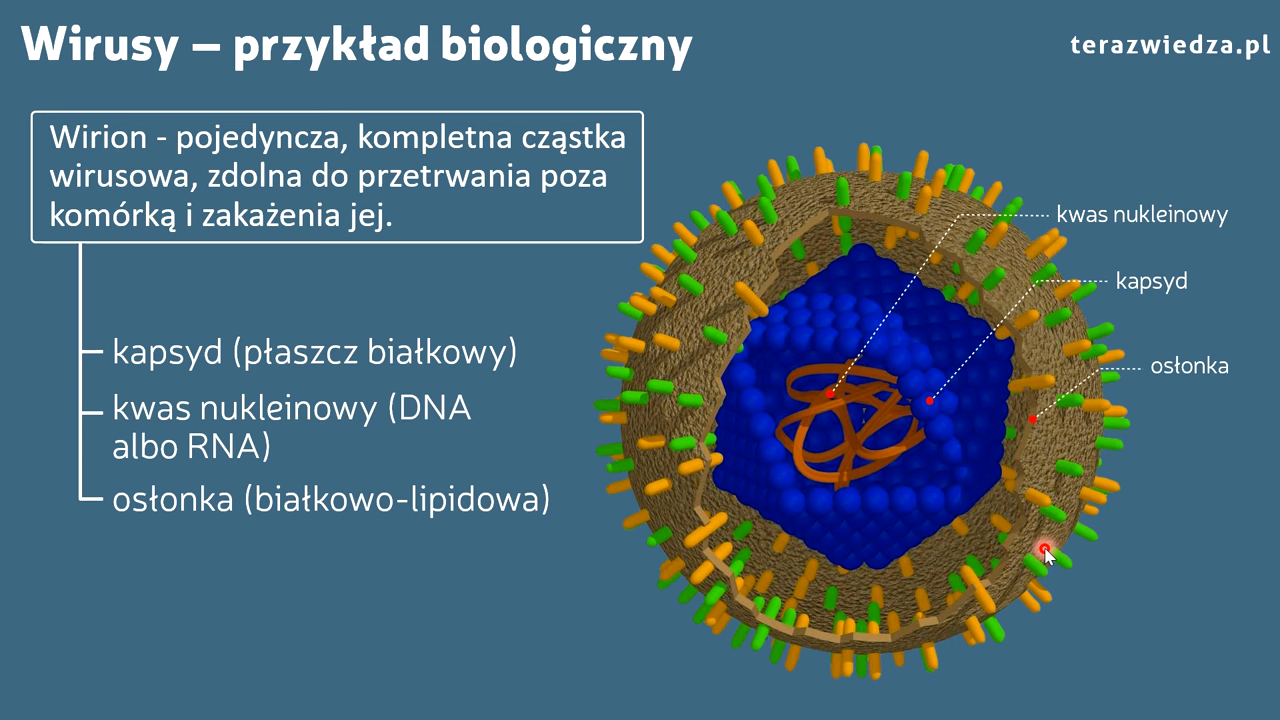 Wirusy – przykład biologiczny
terazwiedza.pl
Wirion - pojedyncza, kompletna cząstka
wirusowa, zdolna do przetrwania poza
komórką i zakażenia jej.
kapsyd (płaszcz białkowy)
kwas nukleinowy (DNA
albo RNA)
osłonka (białkowo-lipidowa)
kwas nukleinowy
kapsyd
osłonka